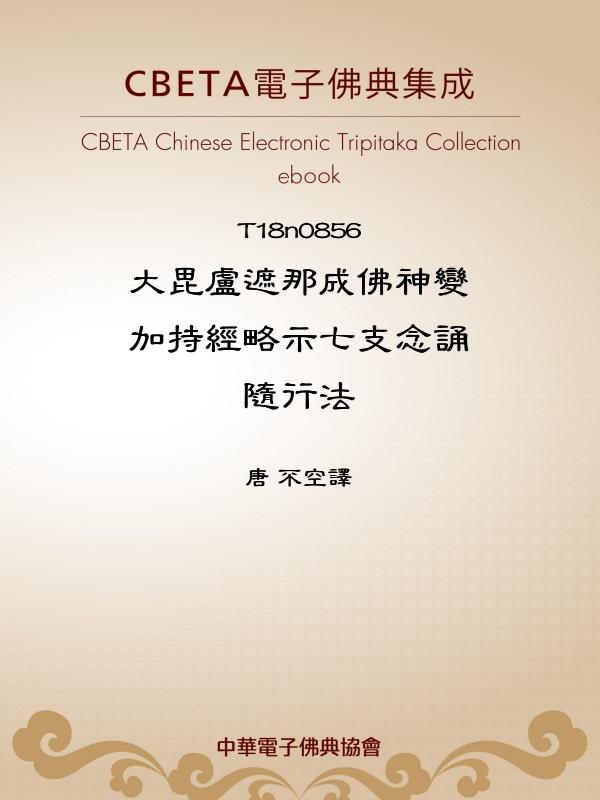 CBETA電子佛典集成
CBETA Chinese Electronic Tripitaka Collection
ebook
T18n0856
大毘盧遮那成佛神變
加持經略示七支念誦
隨行法
唐 不空譯
中華電子佛典協會